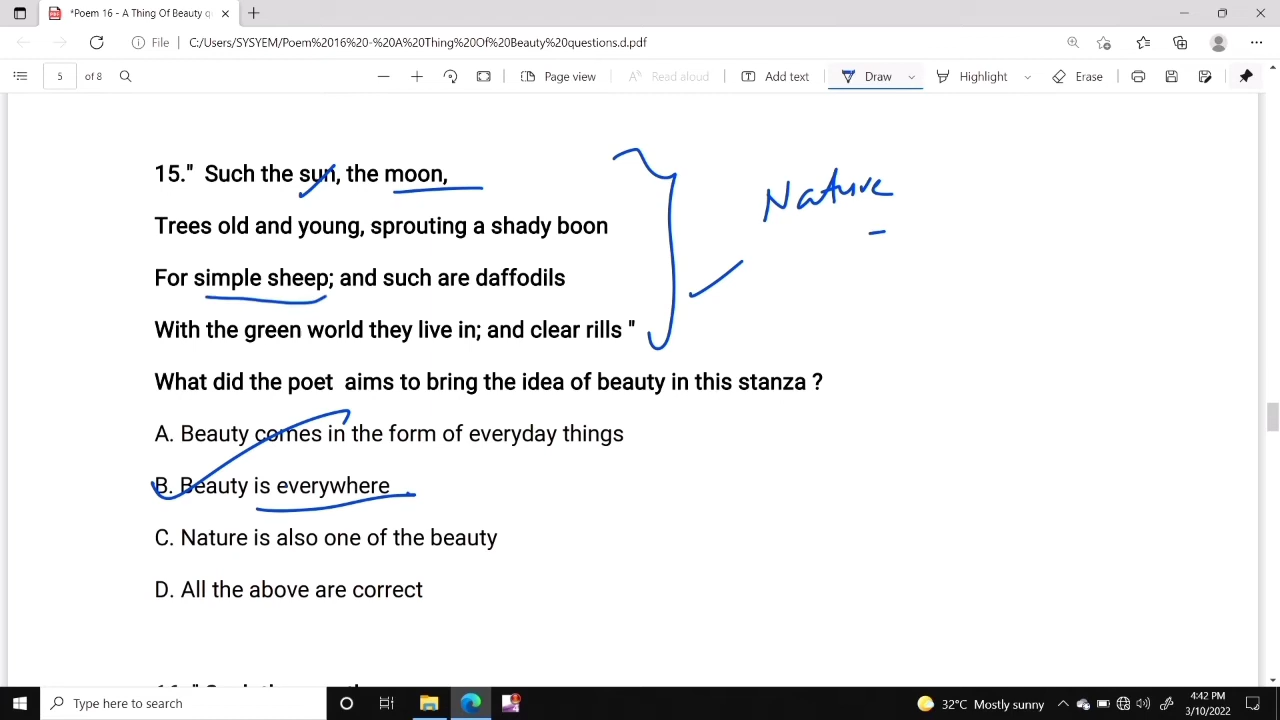 *Poem 16 - A Thing Of Beauty q
File
C:/Users/SYSYEM/Poem%2016%20-%20A%20Thing%20Of%20Beauty%20questions.d.pdf
5 of 8
Page view
Read aloud
Add text
Draw
Highlight
Erase
15." Such the sun, the moon,
Trees old and young, sprouting a shady boon
For simple sheep; and such are daffodils
With the green world they live in; and clear rills "
Nature
What did the poet aims to bring the idea of beauty in this stanza ?
A. Beauty comes in the form of everyday things
B. Beauty is everywhere
C. Nature is also one of the beauty
D. All the above are correct
Type here to search
32°C Mostly sunny
4:42 PM
3/10/2022